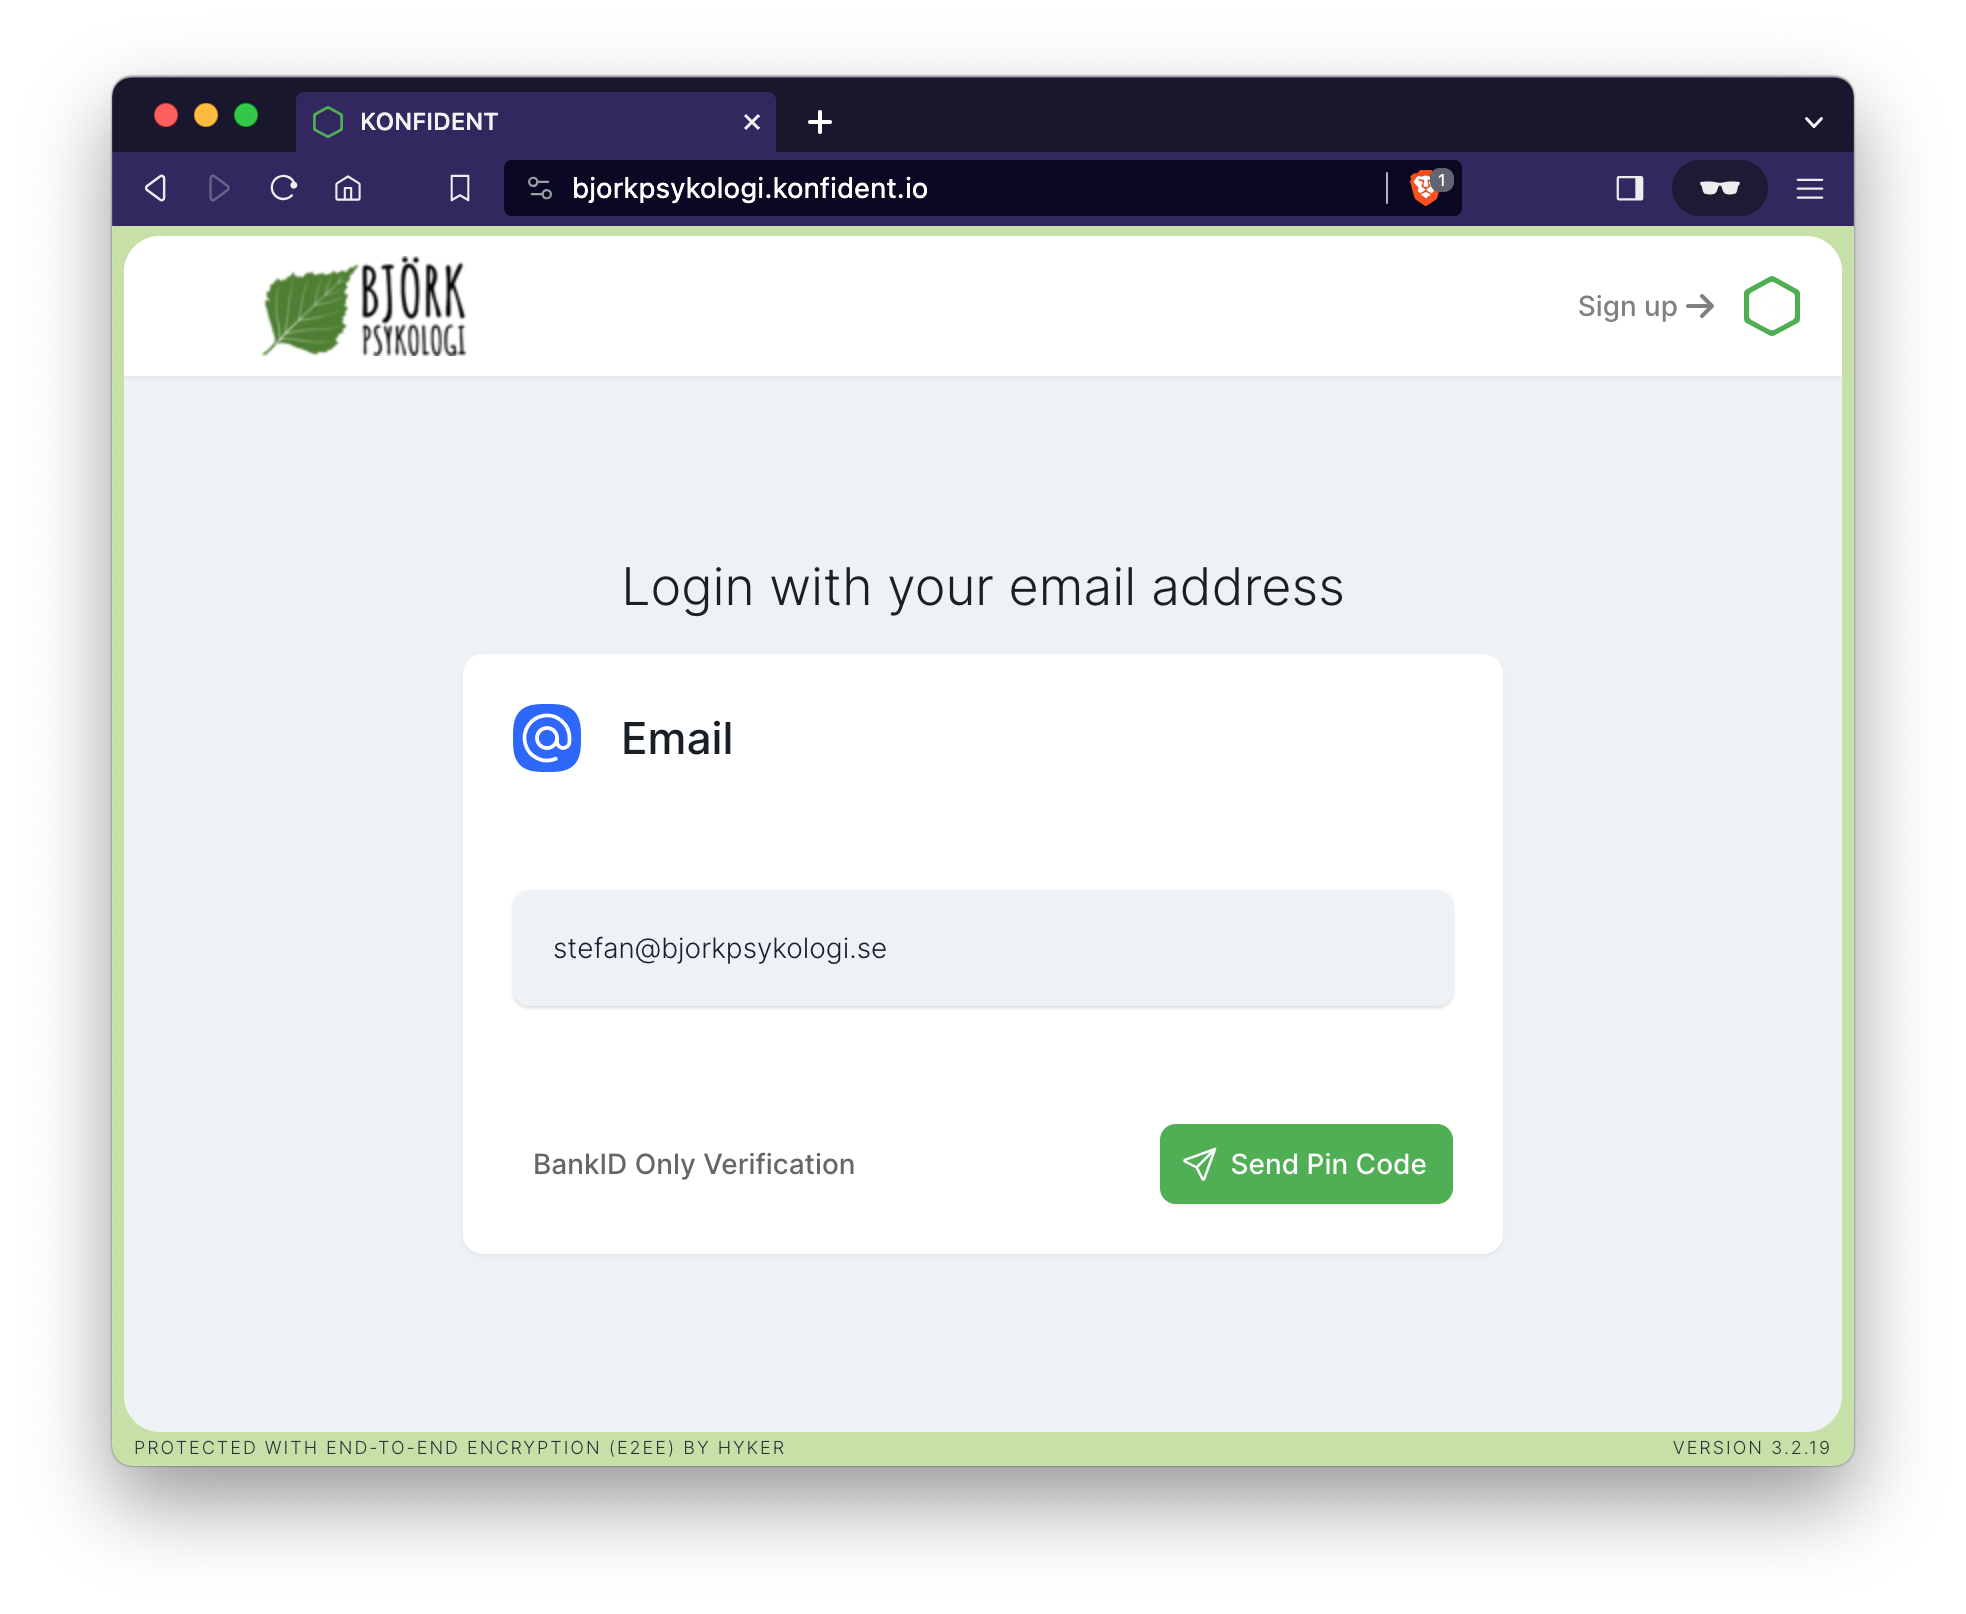 KONFIDENT
bjorkpsykologi.konfident.io
1
BJÖRK
PSYKOLOGI
Sign up
Login with your email address
Email
stefan@bjorkpsykologi.se
BankID Only Verification
Send Pin Code
PROTECTED WITH END-TO-END ENCRYPTION (E2EE) BY HYKER
VERSION 3.2.19